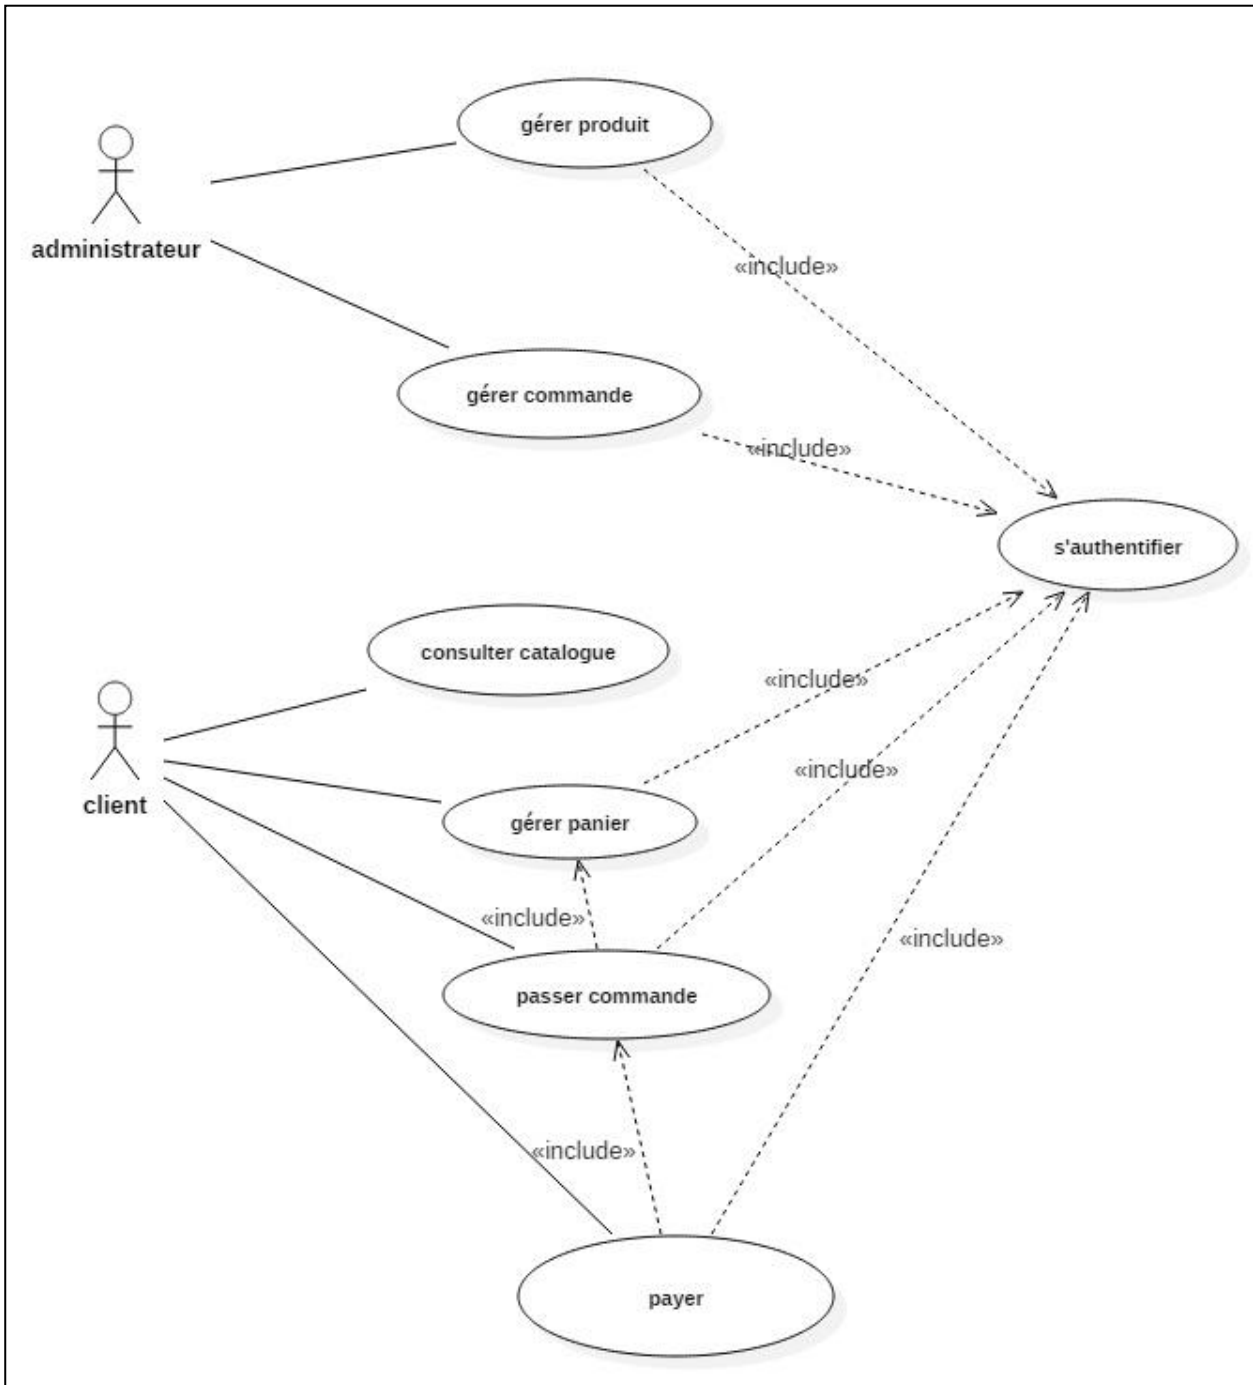 gérer produit
administrateur
«include»
gérer commande
«include»
s'authentifier
consulter catalogue
«include»
client
«include»
gérer panier
«include»
«include»
passer commande
«include»
payer